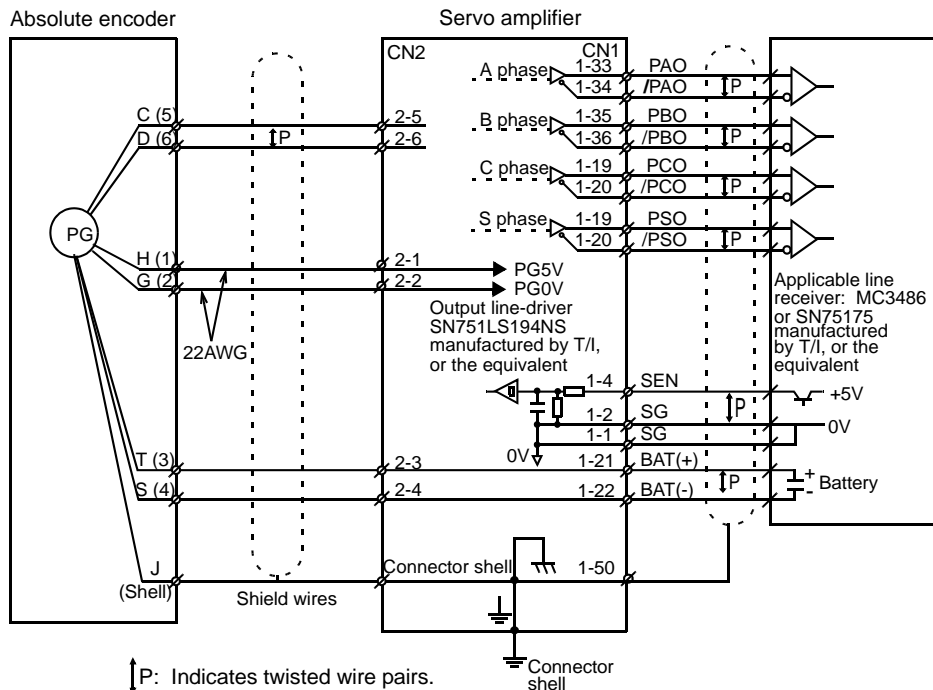 Absolute encoder
Servo amplifier
CN2
CN1
A phase
1-33
PAO
1-34
/PAO
P
B phase
1-35
PBO
1-36
/PBO
P
C phase
1-19
PCO
1-20
/PCO
P
S phase
1-19
PSO
1-20
/PSO
P
C (5)
2-5
D (6)
P
2-6
PG
H (1)
2-1
PG5V
G (2)
2-2
PG0V
22AWG
Output line-driver
SN751LS194NS
manufactured by T/I,
or the equivalent
Applicable line
receiver: MC3486
or SN75175
manufactured
by T/I, or the
equivalent
1-4
SEN
+5V
P
1-2
SG
0V
1-1
SG
0V
T (3)
2-3
1-21
BAT(+)
S (4)
2-4
1-22
BAT(-)
P
+
-
Battery
J
(Shell)
Shield wires
Connector shell
1-50
Connector
shell
P: Indicates twisted wire pairs.